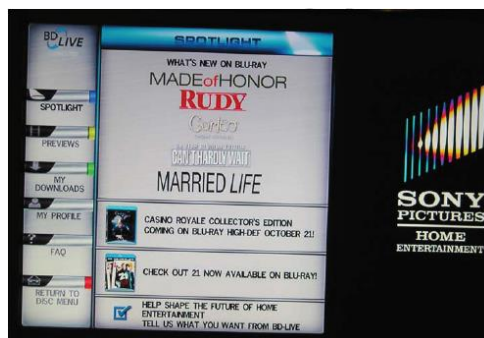 BD LIVE
SPOTLIGHT
PREVIEWS
MY
DOWNLOADS
MY PROFILE
FAQ
RETURN TO
DISC MENU
SPOTLIGHT
WHAT'S NEW ON BLU-RAY
MADE of HONOR
RUDY
CAN'T HARDLY WAIT
MARRIED LIFE
CASINO ROYALE COLLECTOR'S EDITION
COMING ON BLU-RAY HIGH-DEF OCTOBER 21!
CHECK OUT 21 NOW AVAILABLE ON BLU-RAY!
HELP SHAPE THE FUTURE OF HOME
ENTERTAINMENT
TELL US WHAT YOU WANT FROM BD-LIVE
SONY
PICTURES
HOME
ENTERTAINMENT